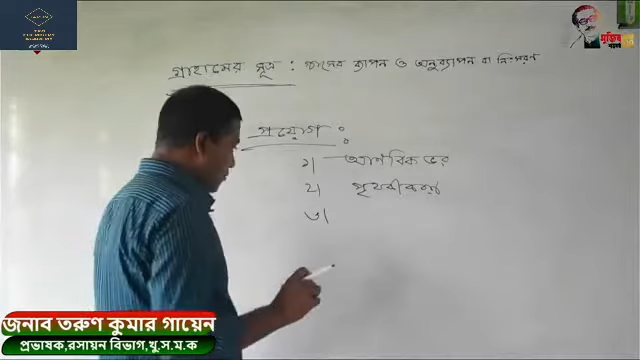 মুজিব
গ্রাহামের সূত্র : গ্যাসের ব্যাপন ও অনুব্যাপন বা নিঃসরণ
প্রয়োগ :
১| আণবিক ভর
২| পৃথকীকরণ
৩|
জনাব তরুণ কুমার গায়েন
প্রভাষক,রসায়ন বিভাগ,খু.স.ম.ক